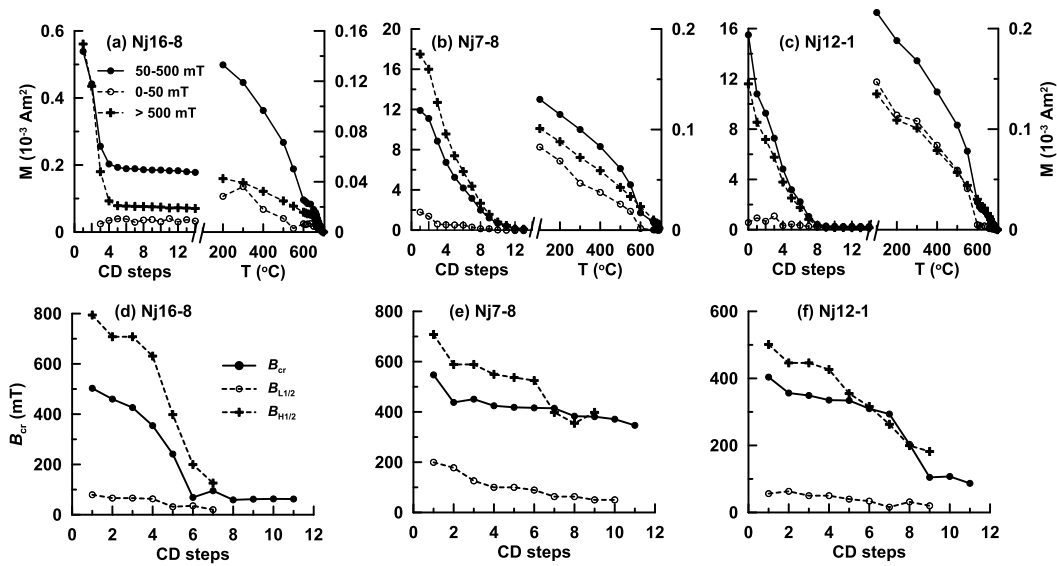 (a) Nj16-8
50-500 mT
0-50 mT
> 500 mT
M (10⁻³ Am²)
0.6
0.4
0.2
0
0.16
0.12
0.08
0.04
0
0 4 8 12
200 400 600
CD steps
T (°C)
(b) Nj7-8
20
16
12
8
4
0
0.2
0.1
0
0 4 8 12
200 400 600
CD steps
T (°C)
(c) Nj12-1
16
12
8
4
0
0.2
0.1
0
M (10⁻³ Am²)
0 4 8 12
200 400 600
CD steps
T (°C)
(d) Nj16-8
Bcr
BL1/2
BH1/2
Bcr (mT)
800
600
400
200
0
0 2 4 6 8 10 12
CD steps
(e) Nj7-8
800
600
400
200
0
0 2 4 6 8 10 12
CD steps
(f) Nj12-1
600
400
200
0
0 2 4 6 8 10 12
CD steps